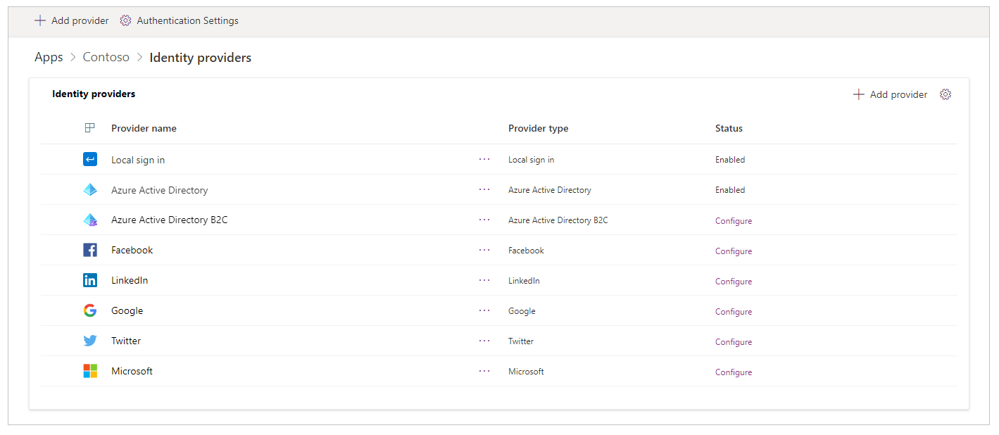 Add provider Authentication Settings
Apps > Contoso > Identity providers
Identity providers Add provider
Provider name Provider type Status
Local sign in ... Local sign in Enabled
Azure Active Directory ... Azure Active Directory Enabled
Azure Active Directory B2C ... Azure Active Directory B2C Configure
Facebook ... Facebook Configure
LinkedIn ... LinkedIn Configure
Google ... Google Configure
Twitter ... Twitter Configure
Microsoft ... Microsoft Configure